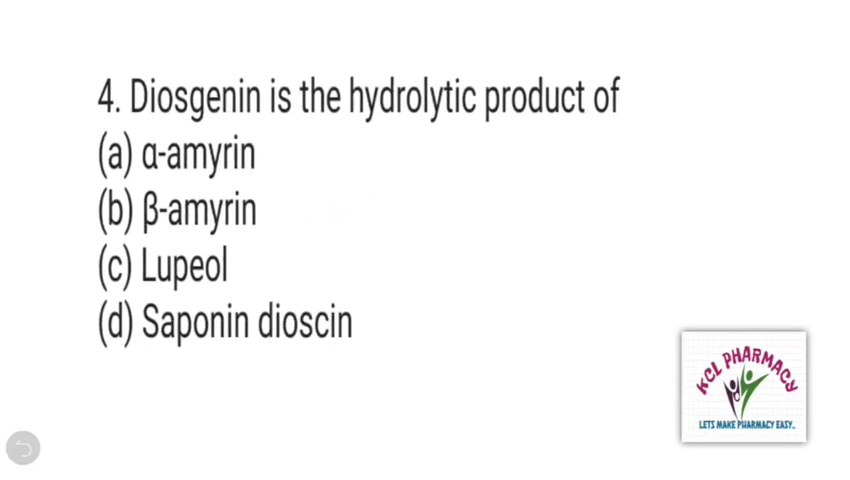 4. Diosgenin is the hydrolytic product of
(a) α-amyrin
(b) β-amyrin
(c) Lupeol
(d) Saponin dioscin
KCL PHARMACY
LETS MAKE PHARMACY EASY..